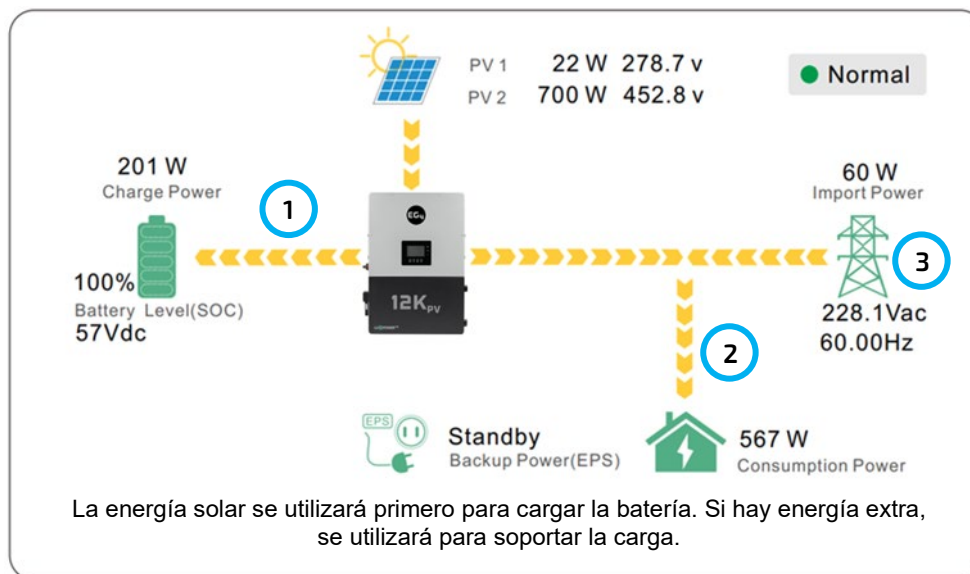 PV 1 22 W 278.7 v
PV 2 700 W 452.8 v
Normal
201 W
Charge Power
60 W
Import Power
1
EG4
3
100%
Battery Level(SOC)
57Vdc
12KPV
228.1Vac
60.00Hz
2
EPS
Standby
Backup Power(EPS)
567 W
Consumption Power
La energía solar se utilizará primero para cargar la batería. Si hay energía extra,
se utilizará para soportar la carga.